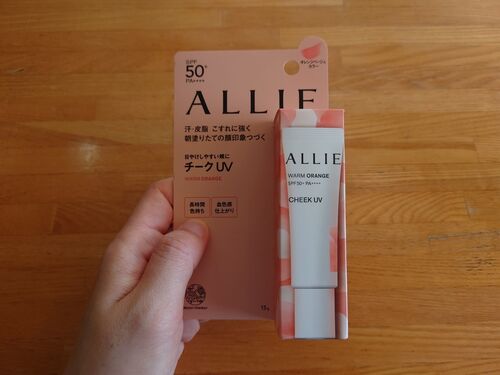 SPF
50+
PA++++
オレンジベージュ
カラー
ALLIE
汗・皮脂 こすれに強く
朝塗りたての顔印象つづく
日やけしやすい頬に
チークUV
WARM ORANGE
長時間
色持ち
血色感
仕上がり
15g
ALLIE
WARM ORANGE
SPF50+ PA++++
CHEEK UV